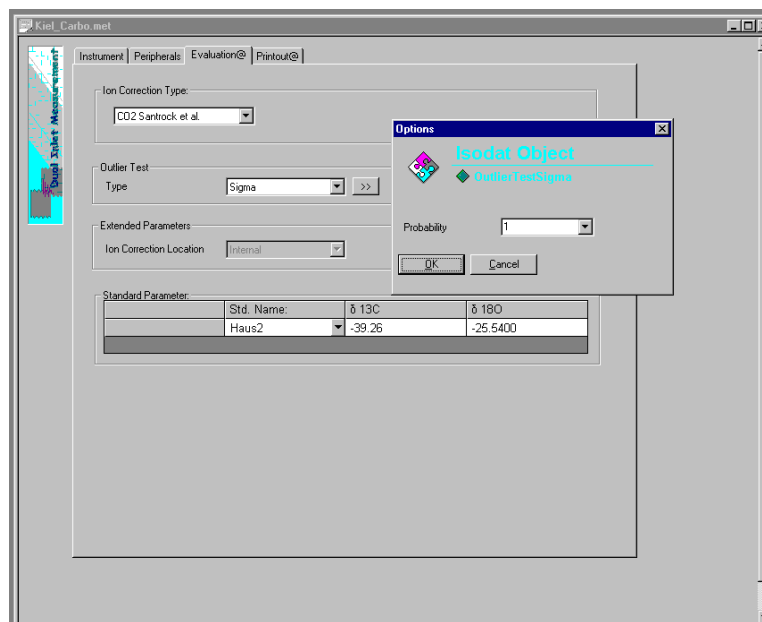 Kiel_Carbo.met
Instrument
Peripherals
Evaluation@
Printout@
Dual Inlet Measurement
Ion Correction Type:
CO2 Santrock et al.
Outlier Test
Type
Sigma
>>
Extended Parameters
Ion Correction Location
Internal
Standard Parameter:
Std. Name: δ 13C δ 18O
Haus2 -39.26 -25.5400
Options
Isodat Object
OutlierTestSigma
Probability
1
OK
Cancel